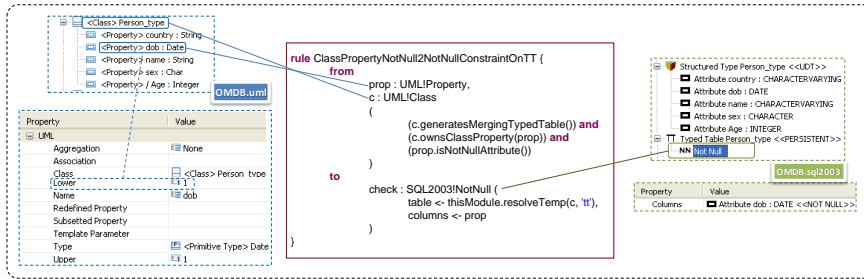 <Class> Person_type
<Property> country : String
<Property> dob : Date
<Property> name : String
<Property> sex : Char
<Property> / Age : Integer
OMDB.uml
Property Value
UML
Aggregation None
Association
Class <Class> Person_type
Lower 1
Name dob
Redefined Property
Subsetted Property
Template Parameter
Type <Primitive Type> Date
Upper 1
rule ClassPropertyNotNull2NotNullConstraintOnTT {
from
prop : UML!Property,
c : UML!Class
(
(c.generatesMergingTypedTable()) and
(c.ownsClassProperty(prop)) and
(prop.isNotNullAttribute())
)
to
check : SQL2003!NotNull (
table <- thisModule.resolveTemp(c, 'tt'),
columns <- prop
)
}
Structured Type Person_type <<UDT>>
Attribute country : CHARACTERVARYING
Attribute dob : DATE
Attribute name : CHARACTERVARYING
Attribute sex : CHARACTER
Attribute Age : INTEGER
Typed Table Person_type <<PERSISTENT>>
NN Not Null
OMDB.sql2003
Property Value
Columns Attribute dob : DATE <<NOT NULL>>